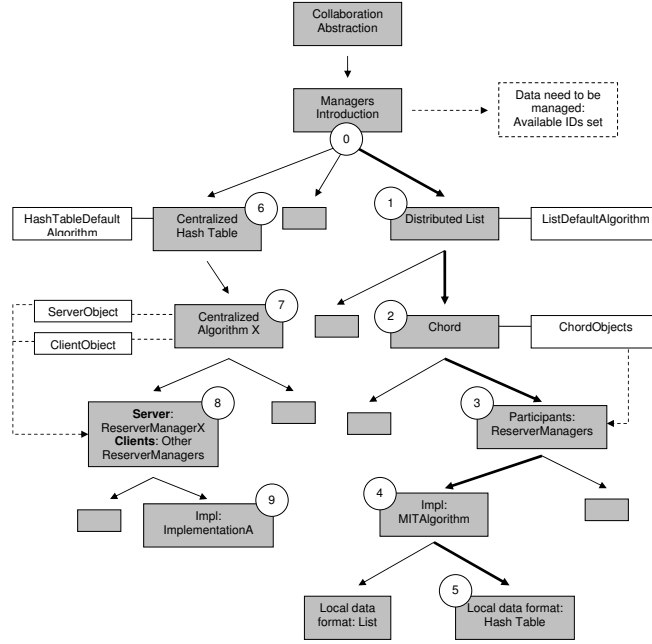 Collaboration
Abstraction
Managers
Introduction
Data need to be
managed:
Available IDs set
0
6
1
HashTableDefault
Algorithm
Centralized
Hash Table
Distributed List
ListDefaultAlgorithm
7
ServerObject
ClientObject
Centralized
Algorithm X
2
Chord
ChordObjects
8
Server:
ReserverManagerX
Clients: Other
ReserverManagers
3
Participants:
ReserverManagers
9
Impl:
ImplementationA
4
Impl:
MITAlgorithm
5
Local data
format: List
Local data format:
Hash Table